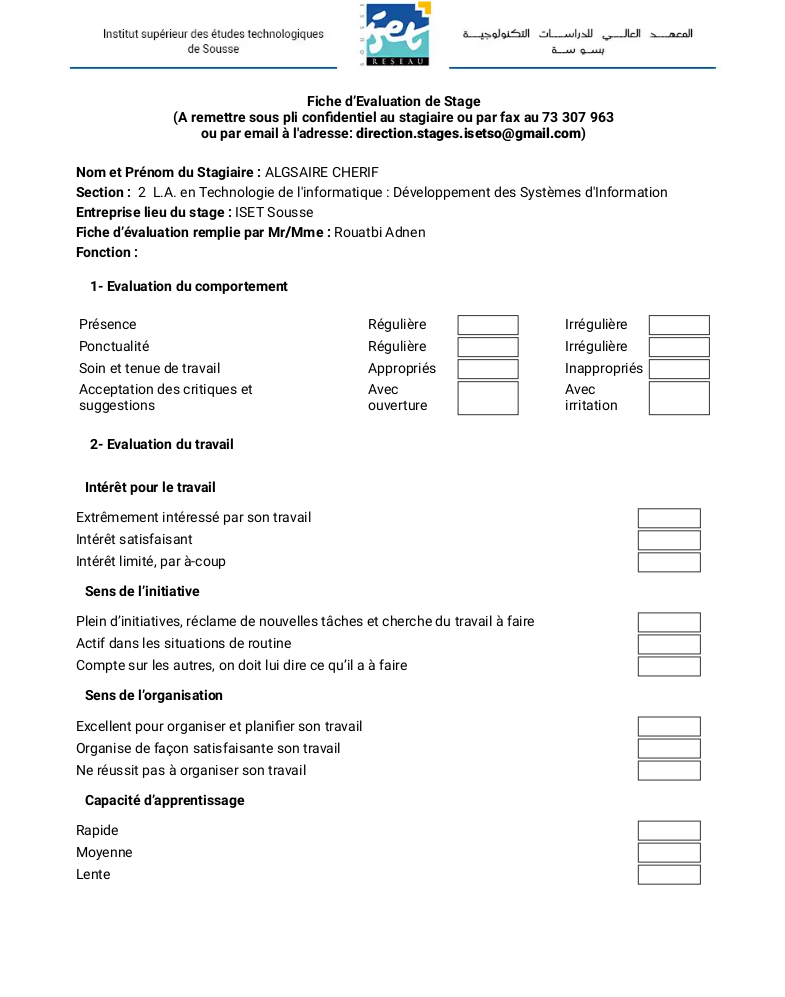 Institut supérieur des études technologiques
de Sousse
SOUSSE
iset
RÉSEAU
المعهــد العالــي للدراســات التكنولوجيــة
بســوســة
Fiche d’Evaluation de Stage
(A remettre sous pli confidentiel au stagiaire ou par fax au 73 307 963
ou par email à l'adresse: direction.stages.isetso@gmail.com)
Nom et Prénom du Stagiaire : ALGSAIRE CHERIF
Section : 2 L.A. en Technologie de l'informatique : Développement des Systèmes d'Information
Entreprise lieu du stage : ISET Sousse
Fiche d’évaluation remplie par Mr/Mme : Rouatbi Adnen
Fonction :
1- Evaluation du comportement
Présence Régulière Irrégulière
Ponctualité Régulière Irrégulière
Soin et tenue de travail Appropriés Inappropriés
Acceptation des critiques et suggestions Avec ouverture Avec irritation
2- Evaluation du travail
Intérêt pour le travail
Extrêmement intéressé par son travail
Intérêt satisfaisant
Intérêt limité, par à-coup
Sens de l’initiative
Plein d’initiatives, réclame de nouvelles tâches et cherche du travail à faire
Actif dans les situations de routine
Compte sur les autres, on doit lui dire ce qu’il a à faire
Sens de l’organisation
Excellent pour organiser et planifier son travail
Organise de façon satisfaisante son travail
Ne réussit pas à organiser son travail
Capacité d’apprentissage
Rapide
Moyenne
Lente